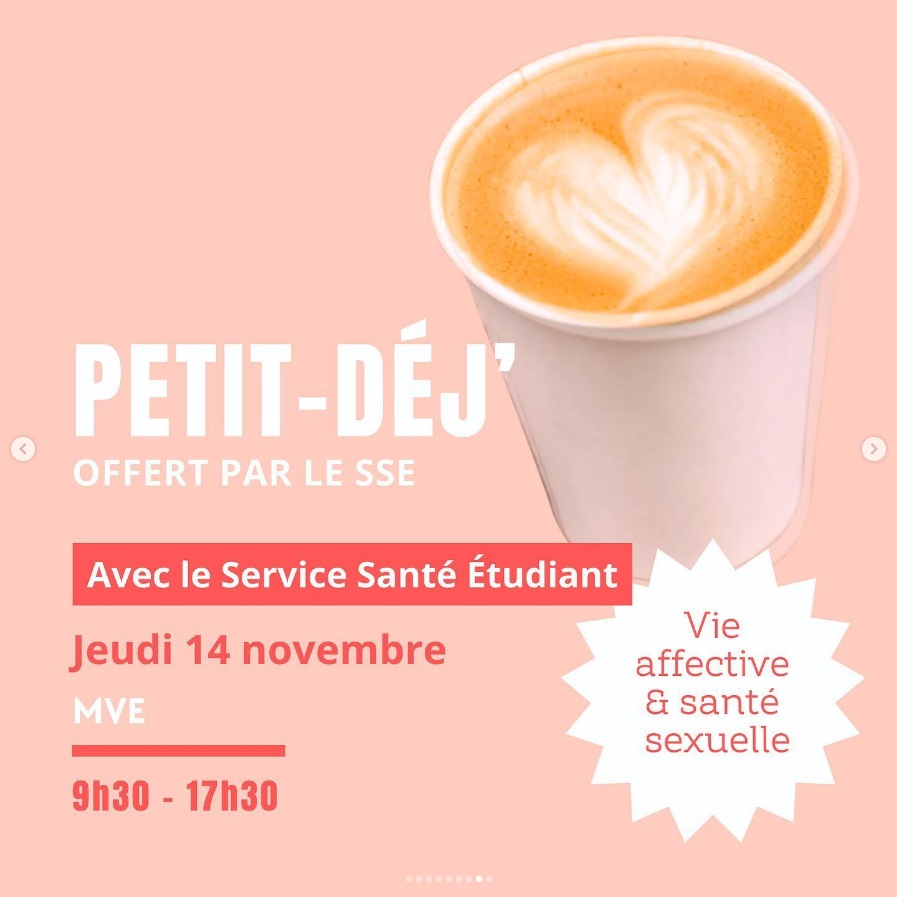 PETIT-DÉJ’
OFFERT PAR LE SSE
Avec le Service Santé Étudiant
Jeudi 14 novembre
MVE
9h30 - 17h30
Vie
affective
& santé
sexuelle